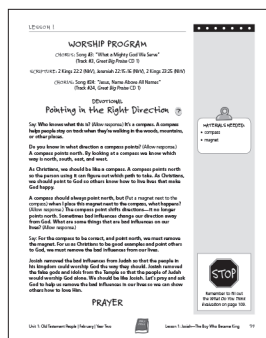 LESSON 1
WORSHIP PROGRAM
CHORUS: Song #3: "What a Mighty God We Serve"
(Track #3, Great Big Praise CD 1)
SCRIPTURE: 2 Kings 22:2 (NIrV), Jeremiah 22:15-16 (NIrV), 2 Kings 23:25 (NIrV)
CHORUS: Song #24: "Jesus, Name Above All Names"
(Track #24, Great Big Praise CD 1)
DEVOTIONAL
Pointing in the Right Direction
Say: Who knows what this is? (Allow response.) It's a compass. A compass
helps people stay on track when they're walking in the woods, mountains,
or other places.
Do you know in what direction a compass points? (Allow response.)
A compass points north. By looking at a compass we know which
way is north, south, east, and west.
As Christians, we should be like a compass. A compass points north
so the person using it can figure out which path to take. As Christians,
we should point to God so others know how to live lives that make
God happy.
A compass should always point north, but (Put a magnet next to the
compass) when I place this magnet next to the compass, what happens?
(Allow response.) The compass point shifts directions—it no longer
points north. Sometimes bad influences change our direction away
from God. What are some things that are bad influences on our
lives? (Allow response.)
Say: For the compass to be correct, and point north, we must remove
the magnet. For us as Christians to be good examples and point others
to God, we must remove the bad influences from our lives.
Josiah removed the bad influences from Judah so that the people in
his kingdom could worship God the way they should. Josiah removed
the false gods and idols from the Temple so that the people of Judah
would worship God alone. We should be like Josiah. Let's pray and ask
God to help us remove the bad influences in our lives so we can show
others how to love Him.
PRAYER
MATERIALS NEEDED:
• compass
• magnet
STOP
Remember to fill out
the What Do You Think
Evaluation on page
Unit 1: Old Testament People (February) Year Two
Lesson 1: Josiah—The Boy Who Became King